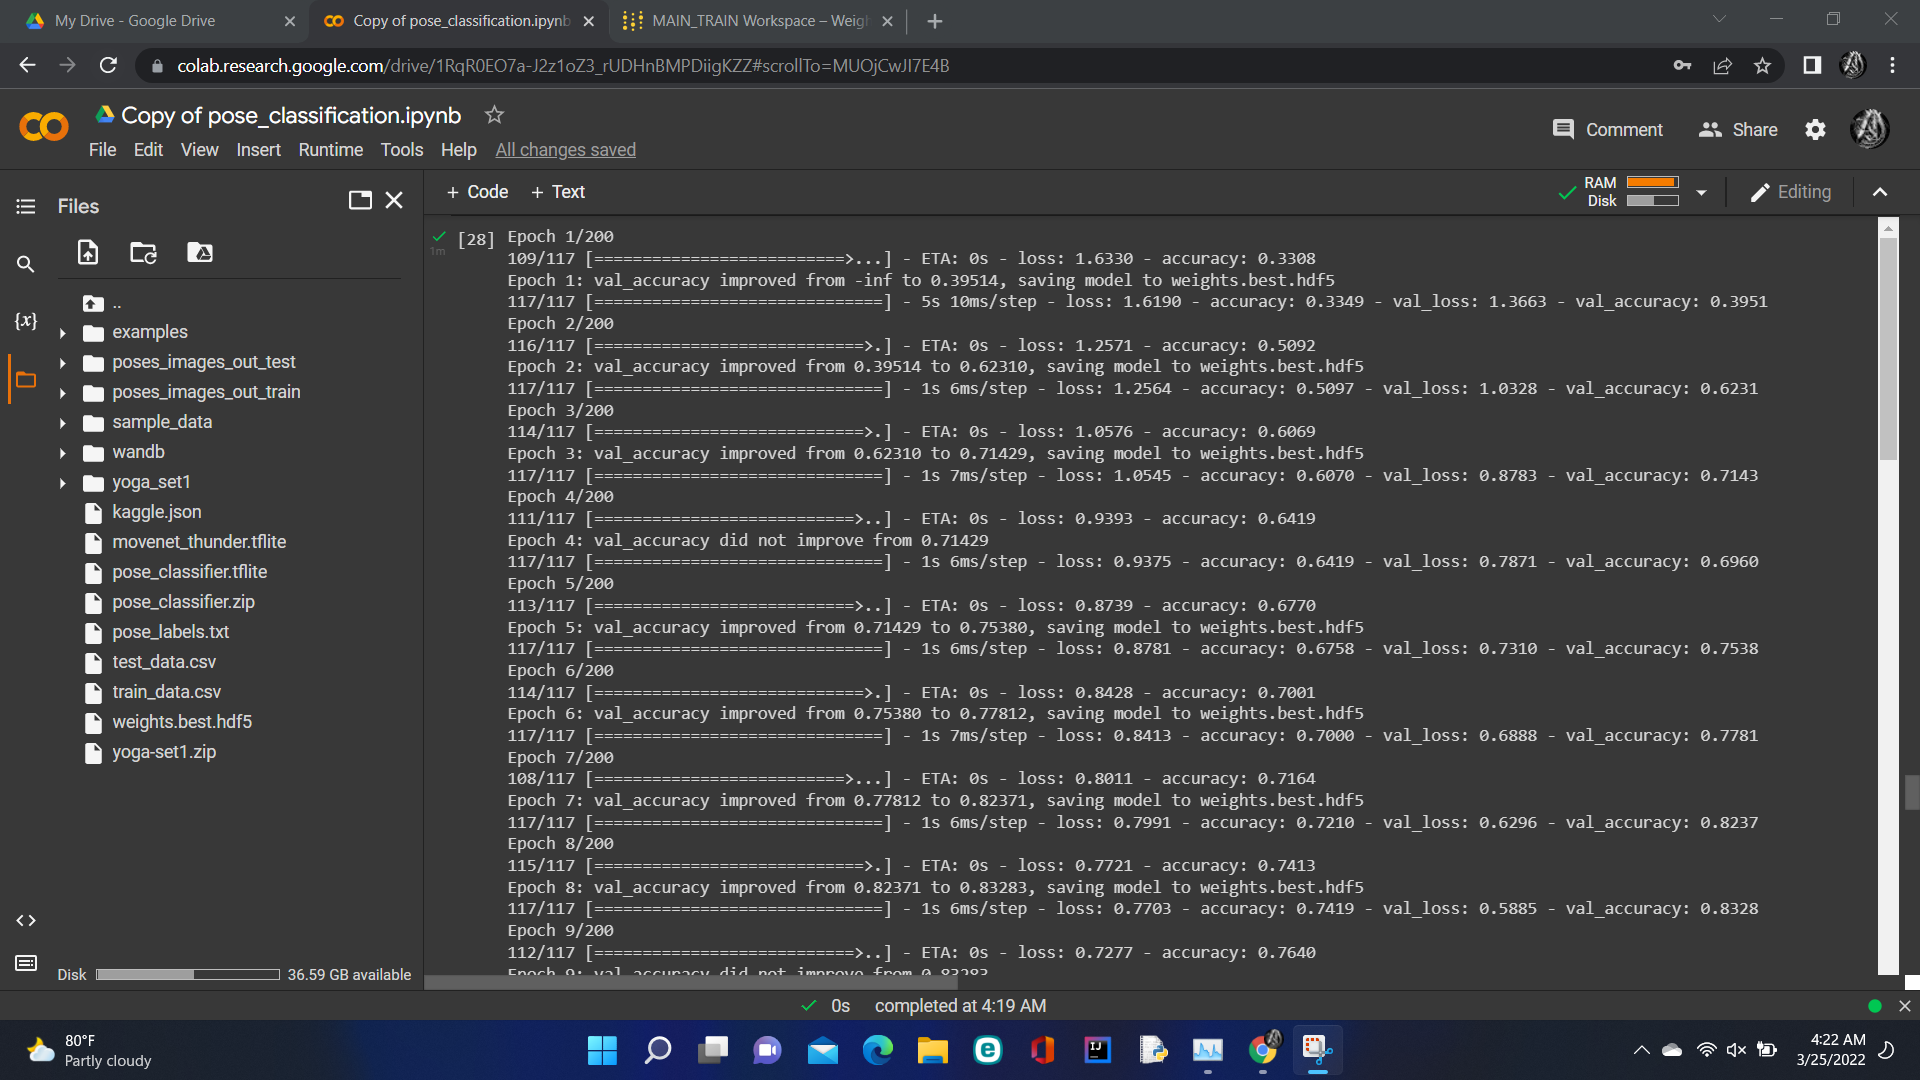 My Drive - Google Drive
Copy of pose_classification.ipynb
MAIN_TRAIN Workspace – Weigh
colab.research.google.com/drive/1RqR0EO7a-J2z1oZ3_rUDHnBMPDiigKZZ#scrollTo=MUOjCwJI7E4B
Copy of pose_classification.ipynb
File Edit View Insert Runtime Tools Help All changes saved
Comment Share
Files
+ Code + Text
RAM
Disk
Editing
..
examples
poses_images_out_test
poses_images_out_train
sample_data
wandb
yoga_set1
kaggle.json
movenet_thunder.tflite
pose_classifier.tflite
pose_classifier.zip
pose_labels.txt
test_data.csv
train_data.csv
weights.best.hdf5
yoga-set1.zip
Disk 36.59 GB available
{x}
1m
[28] Epoch 1/200
109/117 [==========================>...] - ETA: 0s - loss: 1.6330 - accuracy: 0.3308
Epoch 1: val_accuracy improved from -inf to 0.39514, saving model to weights.best.hdf5
117/117 [==============================] - 5s 10ms/step - loss: 1.6190 - accuracy: 0.3349 - val_loss: 1.3663 - val_accuracy: 0.3951
Epoch 2/200
116/117 [============================>.] - ETA: 0s - loss: 1.2571 - accuracy: 0.5092
Epoch 2: val_accuracy improved from 0.39514 to 0.62310, saving model to weights.best.hdf5
117/117 [==============================] - 1s 6ms/step - loss: 1.2564 - accuracy: 0.5097 - val_loss: 1.0328 - val_accuracy: 0.6231
Epoch 3/200
114/117 [============================>.] - ETA: 0s - loss: 1.0576 - accuracy: 0.6069
Epoch 3: val_accuracy improved from 0.62310 to 0.71429, saving model to weights.best.hdf5
117/117 [==============================] - 1s 7ms/step - loss: 1.0545 - accuracy: 0.6070 - val_loss: 0.8783 - val_accuracy: 0.7143
Epoch 4/200
111/117 [===========================>..] - ETA: 0s - loss: 0.9393 - accuracy: 0.6419
Epoch 4: val_accuracy did not improve from 0.71429
117/117 [==============================] - 1s 6ms/step - loss: 0.9375 - accuracy: 0.6419 - val_loss: 0.7871 - val_accuracy: 0.6960
Epoch 5/200
113/117 [===========================>..] - ETA: 0s - loss: 0.8739 - accuracy: 0.6770
Epoch 5: val_accuracy improved from 0.71429 to 0.75380, saving model to weights.best.hdf5
117/117 [==============================] - 1s 6ms/step - loss: 0.8781 - accuracy: 0.6758 - val_loss: 0.7310 - val_accuracy: 0.7538
Epoch 6/200
114/117 [============================>.] - ETA: 0s - loss: 0.8428 - accuracy: 0.7001
Epoch 6: val_accuracy improved from 0.75380 to 0.77812, saving model to weights.best.hdf5
117/117 [==============================] - 1s 7ms/step - loss: 0.8413 - accuracy: 0.7000 - val_loss: 0.6888 - val_accuracy: 0.7781
Epoch 7/200
108/117 [==========================>...] - ETA: 0s - loss: 0.8011 - accuracy: 0.7164
Epoch 7: val_accuracy improved from 0.77812 to 0.82371, saving model to weights.best.hdf5
117/117 [==============================] - 1s 6ms/step - loss: 0.7991 - accuracy: 0.7210 - val_loss: 0.6296 - val_accuracy: 0.8237
Epoch 8/200
115/117 [============================>.] - ETA: 0s - loss: 0.7721 - accuracy: 0.7413
Epoch 8: val_accuracy improved from 0.82371 to 0.83283, saving model to weights.best.hdf5
117/117 [==============================] - 1s 6ms/step - loss: 0.7703 - accuracy: 0.7419 - val_loss: 0.5885 - val_accuracy: 0.8328
Epoch 9/200
112/117 [===========================>..] - ETA: 0s - loss: 0.7277 - accuracy: 0.7640
Epoch 9: val_accuracy did not improve from 0.83283
0s completed at 4:19 AM
80°F
Partly cloudy
4:22 AM
3/25/2022